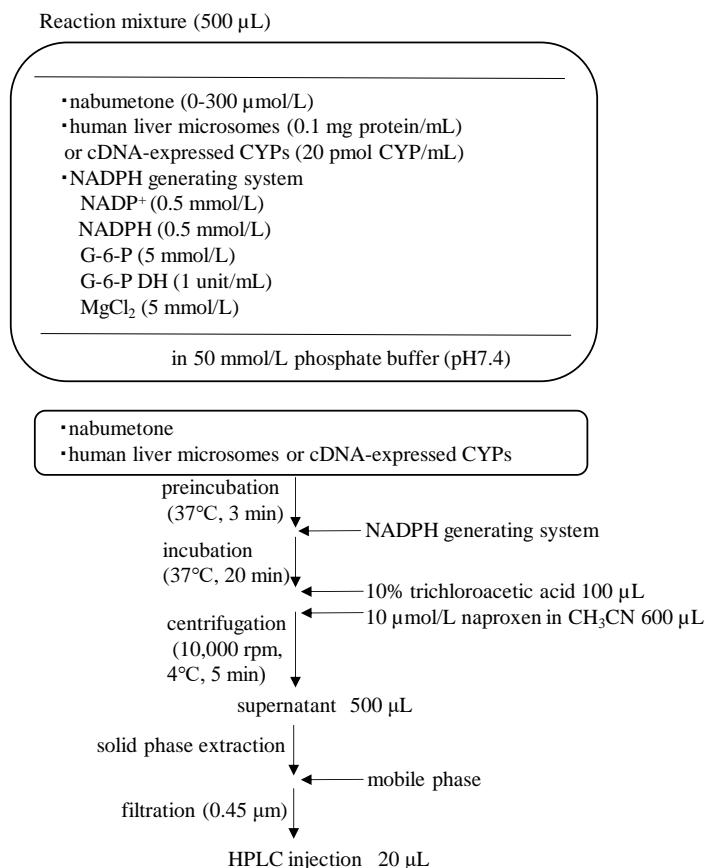 Reaction mixture (500 µL)
・nabumetone (0-300 µmol/L)
・human liver microsomes (0.1 mg protein/mL)
or cDNA-expressed CYPs (20 pmol CYP/mL)
・NADPH generating system
NADP⁺ (0.5 mmol/L)
NADPH (0.5 mmol/L)
G-6-P (5 mmol/L)
G-6-P DH (1 unit/mL)
MgCl₂ (5 mmol/L)
in 50 mmol/L phosphate buffer (pH7.4)
・nabumetone
・human liver microsomes or cDNA-expressed CYPs
preincubation
(37℃, 3 min)
NADPH generating system
incubation
(37℃, 20 min)
10% trichloroacetic acid 100 µL
10 µmol/L naproxen in CH₃CN 600 µL
centrifugation
(10,000 rpm,
4℃, 5 min)
supernatant 500 µL
solid phase extraction
mobile phase
filtration (0.45 µm)
HPLC injection 20 µL